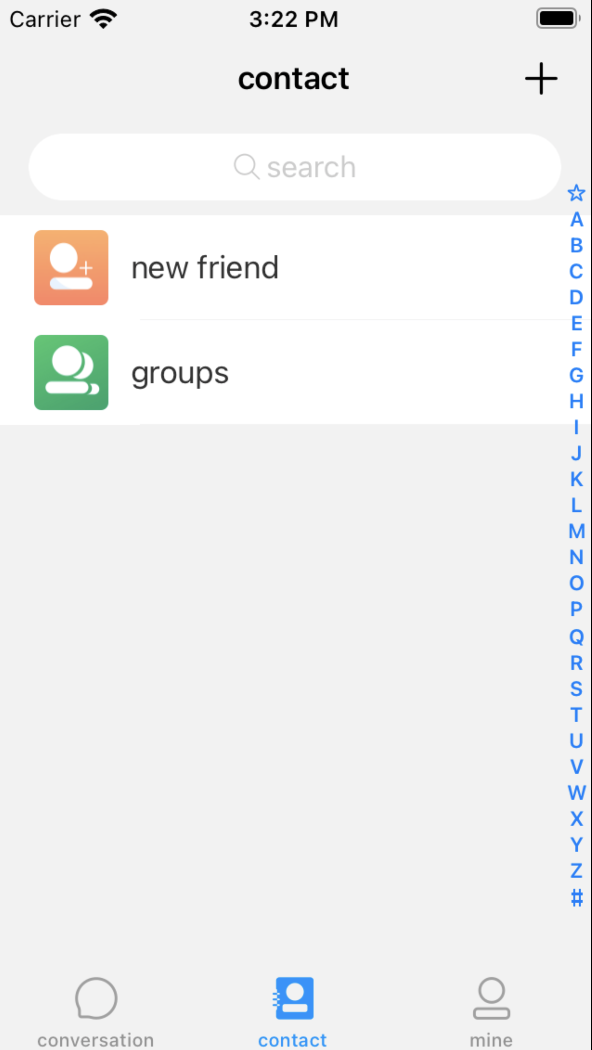 Carrier 3:22 PM
contact
search
new friend
groups
A
B
C
D
E
F
G
H
I
J
K
L
M
N
O
P
Q
R
S
T
U
V
W
X
Y
Z
#
conversation contact mine